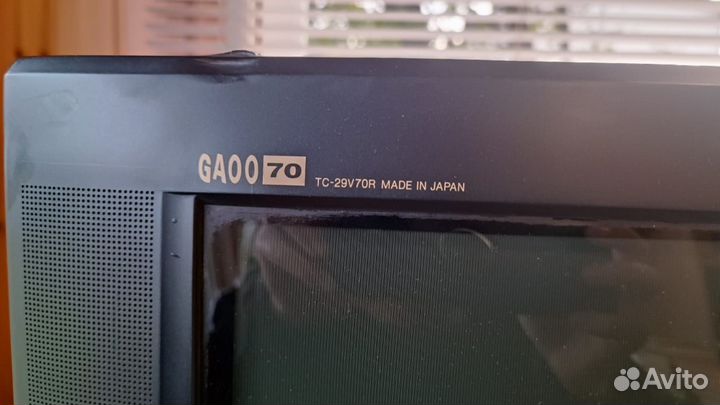 GAOO 70
TC-29V70R MADE IN JAPAN
Avito